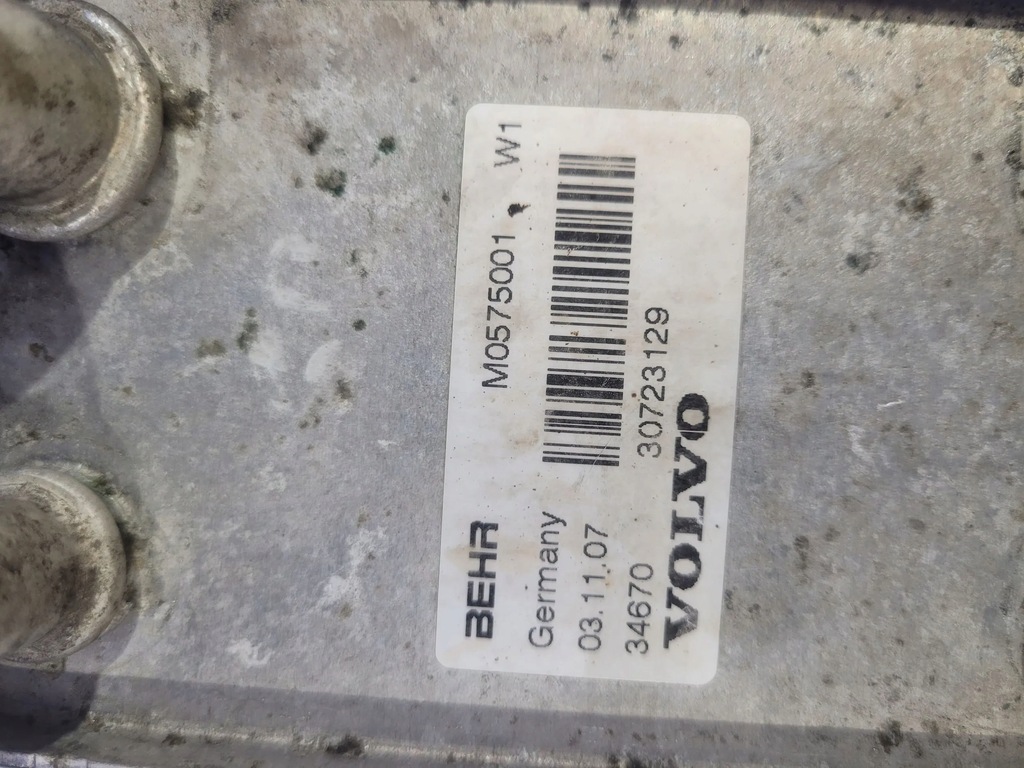 BEHR M0575001 W1
Germany
03.11.07
34670 30723129
VOLVO